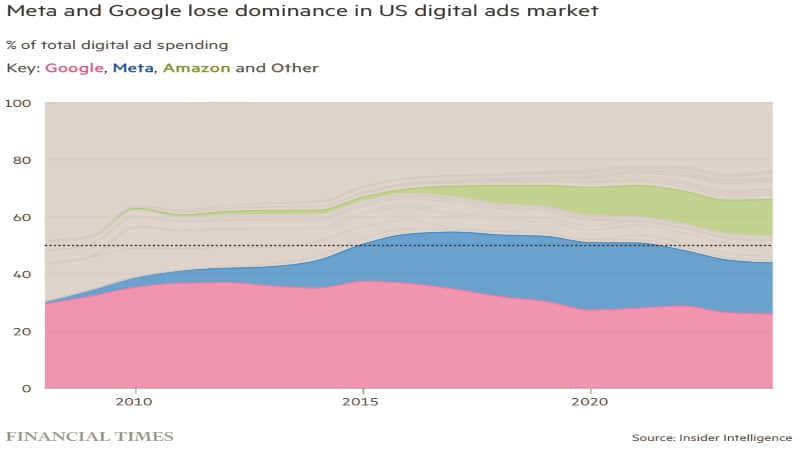 Meta and Google lose dominance in US digital ads market
% of total digital ad spending
Key: Google, Meta, Amazon and Other
100
80
60
40
20
0
2010 2015 2020
FINANCIAL TIMES
Source: Insider Intelligence